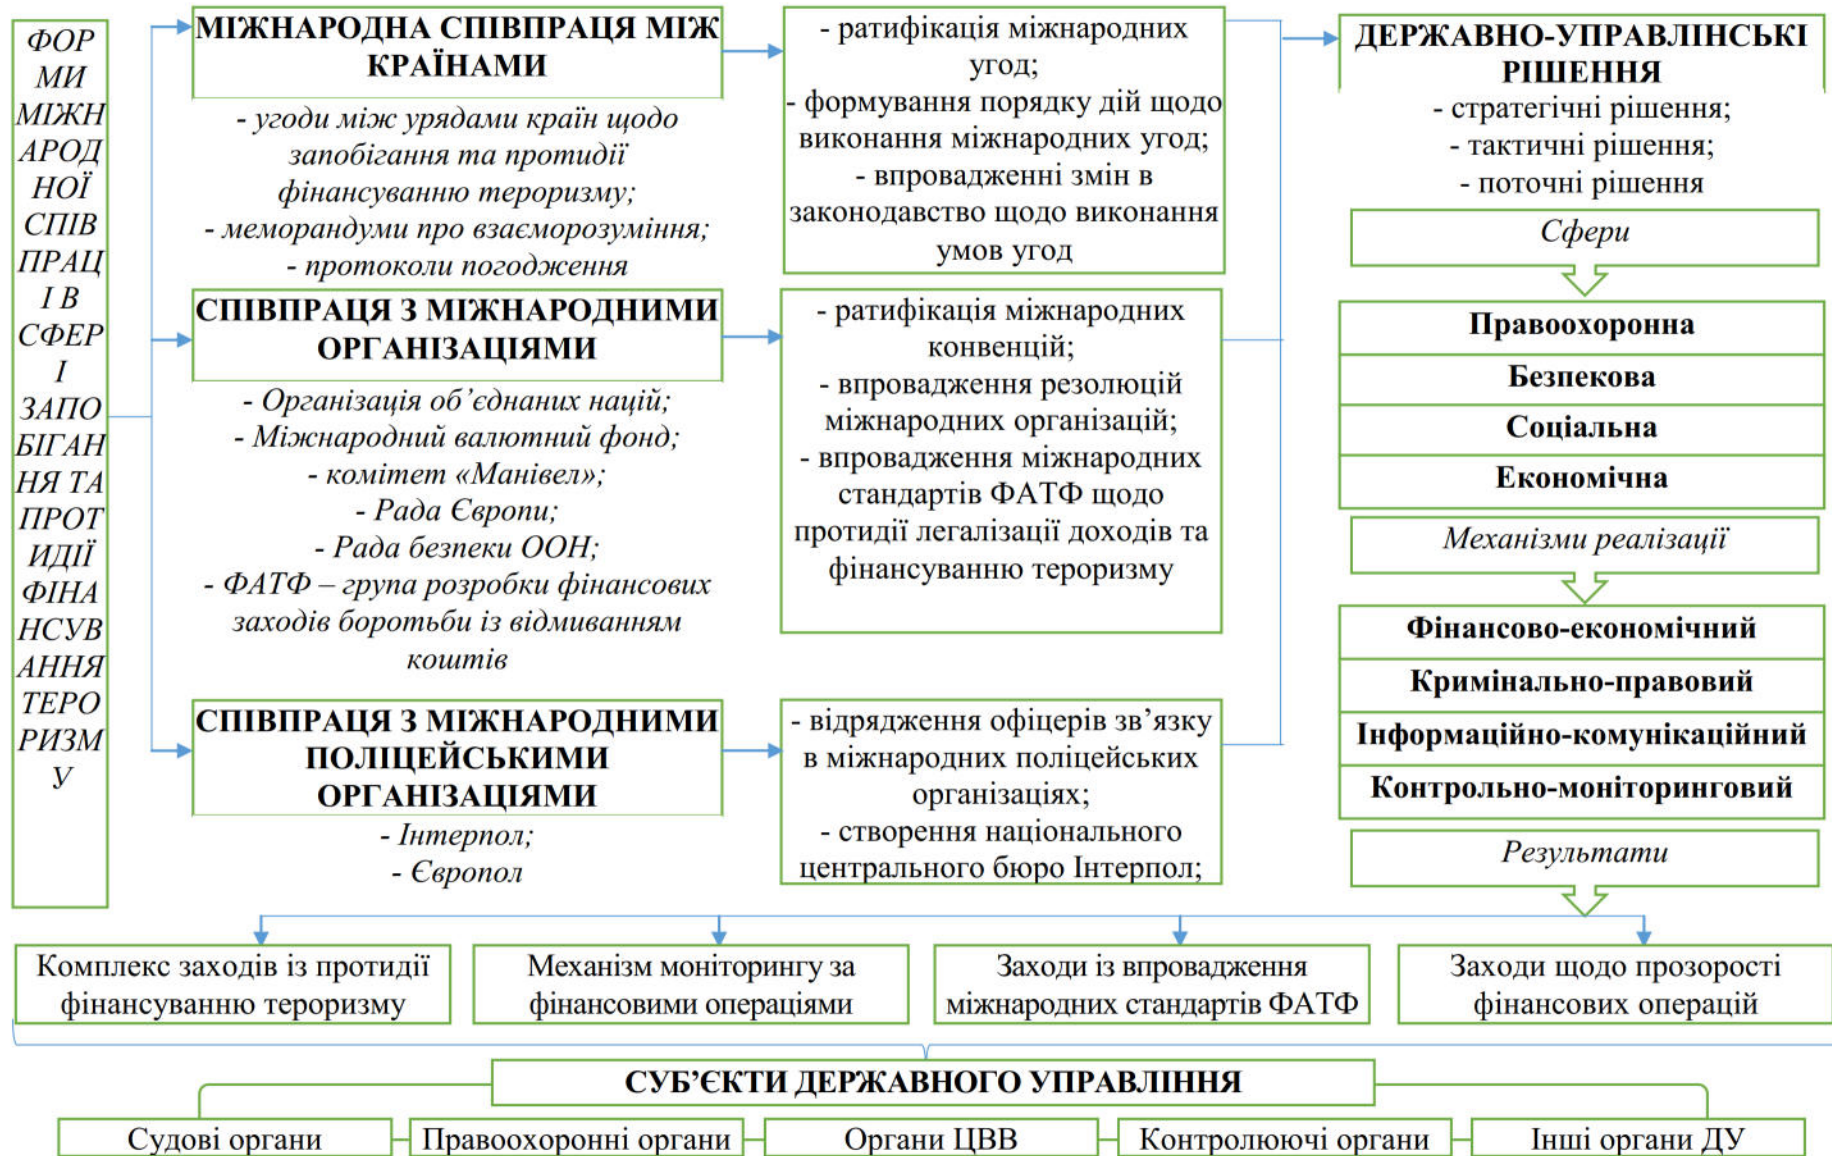 ФОР
МИ
МІЖН
АРОД
НОЇ
СПІВ
ПРАЦ
І В
СФЕР
І
ЗАПО
БІГАН
НЯ ТА
ПРОТ
ИДІЇ
ФІНА
НСУВ
АННЯ
ТЕРО
РИЗМ
У
МІЖНАРОДНА СПІВПРАЦЯ МІЖ
КРАЇНАМИ
- угоди між урядами країн щодо
запобігання та протидії
фінансуванню тероризму;
- меморандуми про взаєморозуміння;
- протоколи погодження
- ратифікація міжнародних
угод;
- формування порядку дій щодо
виконання міжнародних угод;
- впровадженні змін в
законодавство щодо виконання
умов угод
СПІВПРАЦЯ З МІЖНАРОДНИМИ
ОРГАНІЗАЦІЯМИ
- Організація об’єднаних націй;
- Міжнародний валютний фонд;
- комітет «Манівел»;
- Рада Європи;
- Рада безпеки ООН;
- ФАТФ – група розробки фінансових
заходів боротьби із відмиванням
коштів
- ратифікація міжнародних
конвенцій;
- впровадження резолюцій
міжнародних організацій;
- впровадження міжнародних
стандартів ФАТФ щодо
протидії легалізації доходів та
фінансуванню тероризму
СПІВПРАЦЯ З МІЖНАРОДНИМИ
ПОЛІЦЕЙСЬКИМИ
ОРГАНІЗАЦІЯМИ
- Інтерпол;
- Європол
- відрядження офіцерів зв’язку
в міжнародних поліцейських
організаціях;
- створення національного
центрального бюро Інтерпол;
ДЕРЖАВНО-УПРАВЛІНСЬКІ
РІШЕННЯ
- стратегічні рішення;
- тактичні рішення;
- поточні рішення
Сфери
Правоохоронна
Безпекова
Соціальна
Економічна
Механізми реалізації
Фінансово-економічний
Кримінально-правовий
Інформаційно-комунікаційний
Контрольно-моніторинговий
Результати
Комплекс заходів із протидії
фінансуванню тероризму
Механізм моніторингу за
фінансовими операціями
Заходи із впровадження
міжнародних стандартів ФАТФ
Заходи щодо прозорості
фінансових операцій
СУБ’ЄКТИ ДЕРЖАВНОГО УПРАВЛІННЯ
Судові органи
Правоохоронні органи
Органи ЦВВ
Контролюючі органи
Інші органи ДУ